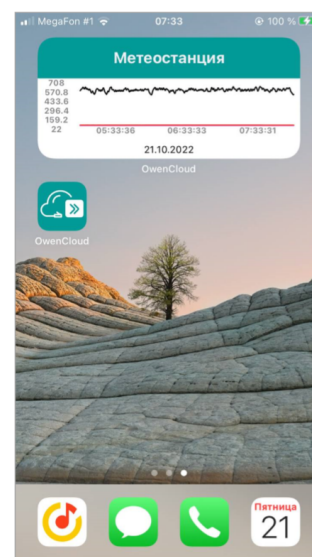 MegaFon #1 07:33 100 %
Метеостанция
708
570.8
433.6
296.4
159.2
22
05:33:36 06:33:33 07:33:31
21.10.2022
OwenCloud
OwenCloud
Пятница
21